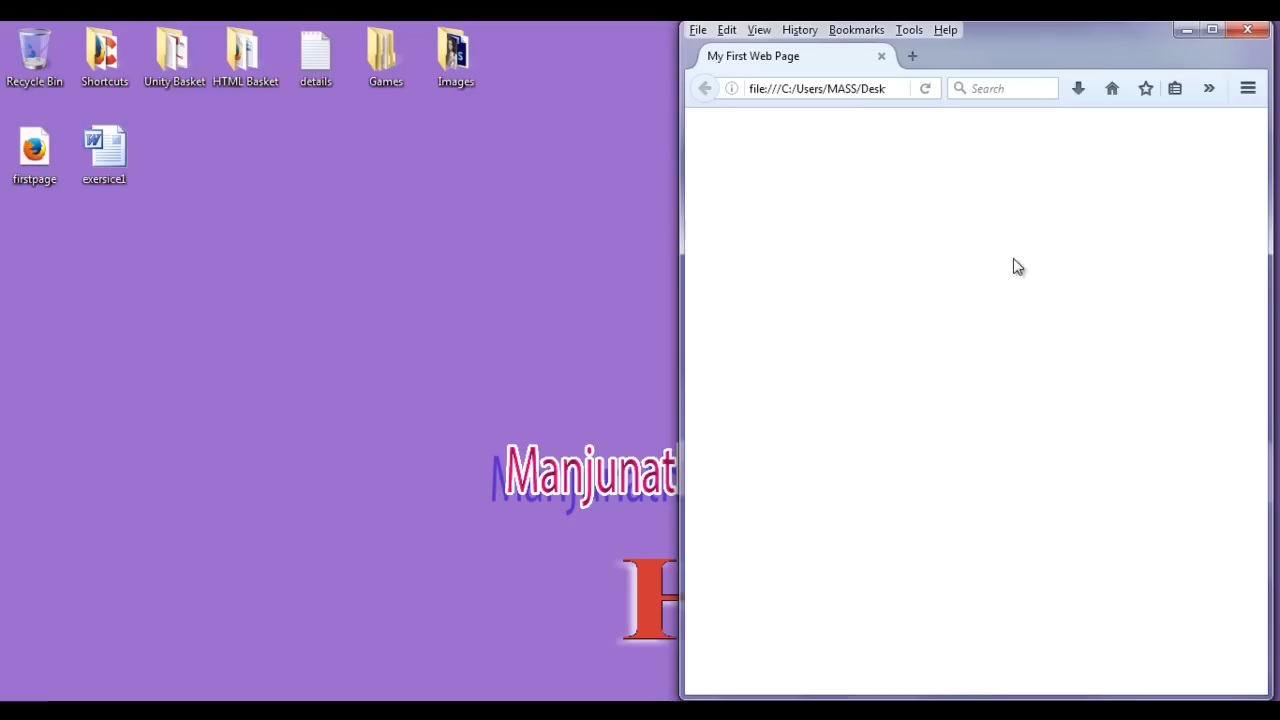 Recycle Bin
Shortcuts
Unity Basket
HTML Basket
details
Games
Images
firstpage
exersice1
Manjunat
H
File Edit View History Bookmarks Tools Help
My First Web Page
file:///C:/Users/MASS/Desk
Search